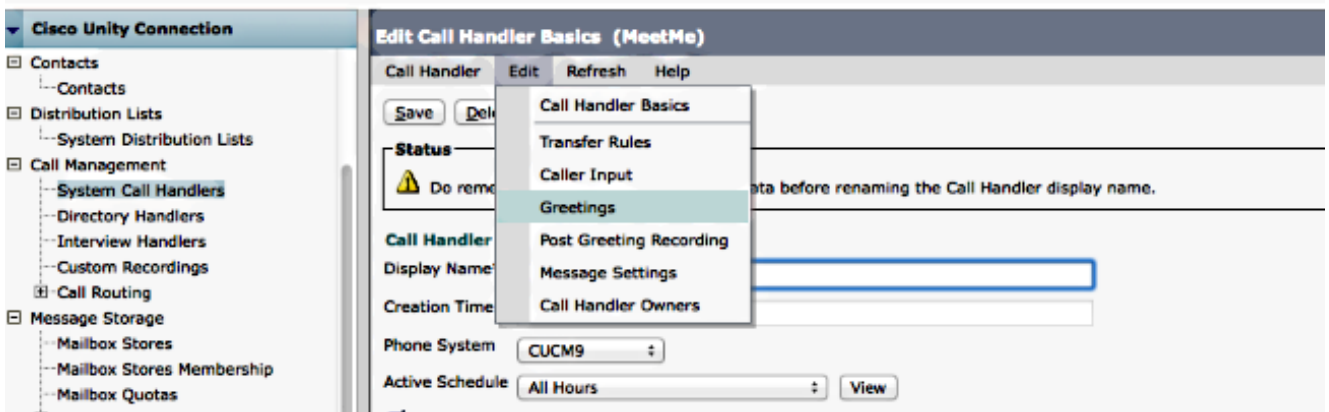 Cisco Unity Connection
Contacts
Contacts
Distribution Lists
System Distribution Lists
Call Management
System Call Handlers
Directory Handlers
Interview Handlers
Custom Recordings
Call Routing
Message Storage
Mailbox Stores
Mailbox Stores Membership
Mailbox Quotas
Edit Call Handler Basics (MeetMe)
Call Handler Edit Refresh Help
Save
Call Handler Basics
Transfer Rules
Caller Input
Greetings
Post Greeting Recording
Message Settings
Call Handler Owners
Status
Do before renaming the Call Handler display name.
Call Handler
Display Name
Creation Time
Phone System CUCM9
Active Schedule All Hours View